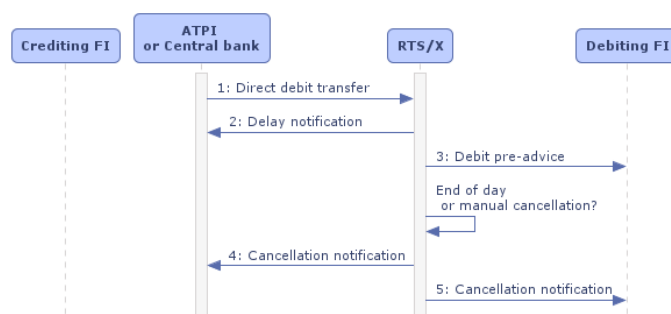 Crediting FI
ATPI
or Central bank
RTS/X
Debiting FI
1: Direct debit transfer
2: Delay notification
3: Debit pre-advice
End of day
or manual cancellation?
4: Cancellation notification
5: Cancellation notification